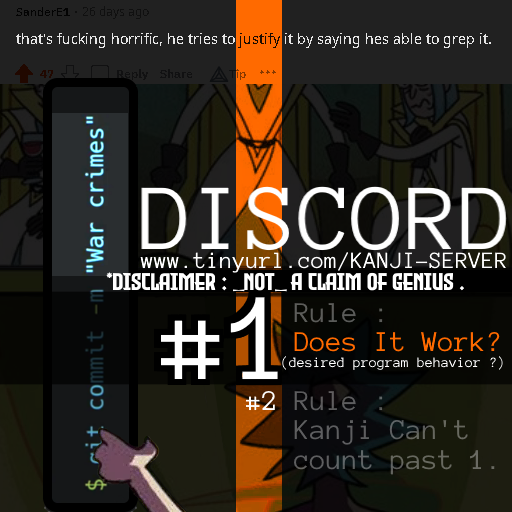 SanderE1 · 26 days ago
that's fucking horrific, he tries to justify it by saying hes able to grep it.
47 Reply Share Tip ...
$ git commit -m "War crimes"
DISCORD
www.tinyurl.com/KANJI-SERVER
*DISCLAIMER : _NOT_ A CLAIM OF GENIUS .
#1 Rule :
Does It Work?
(desired program behavior ?)
#2 Rule :
Kanji Can't
count past 1.